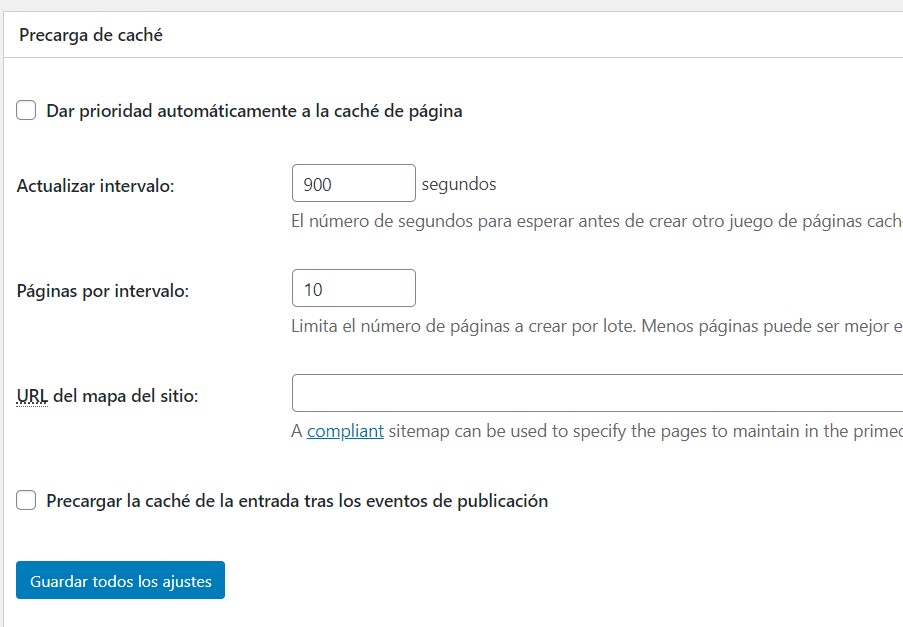 Precarga de caché
Dar prioridad automáticamente a la caché de página
Actualizar intervalo:
900 segundos
El número de segundos para esperar antes de crear otro juego de páginas
Páginas por intervalo:
10
Limita el número de páginas a crear por lote. Menos páginas puede ser mejor
URL del mapa del sitio:
A compliant sitemap can be used to specify the pages to maintain in the
Precargar la caché de la entrada tras los eventos de publicación
Guardar todos los ajustes